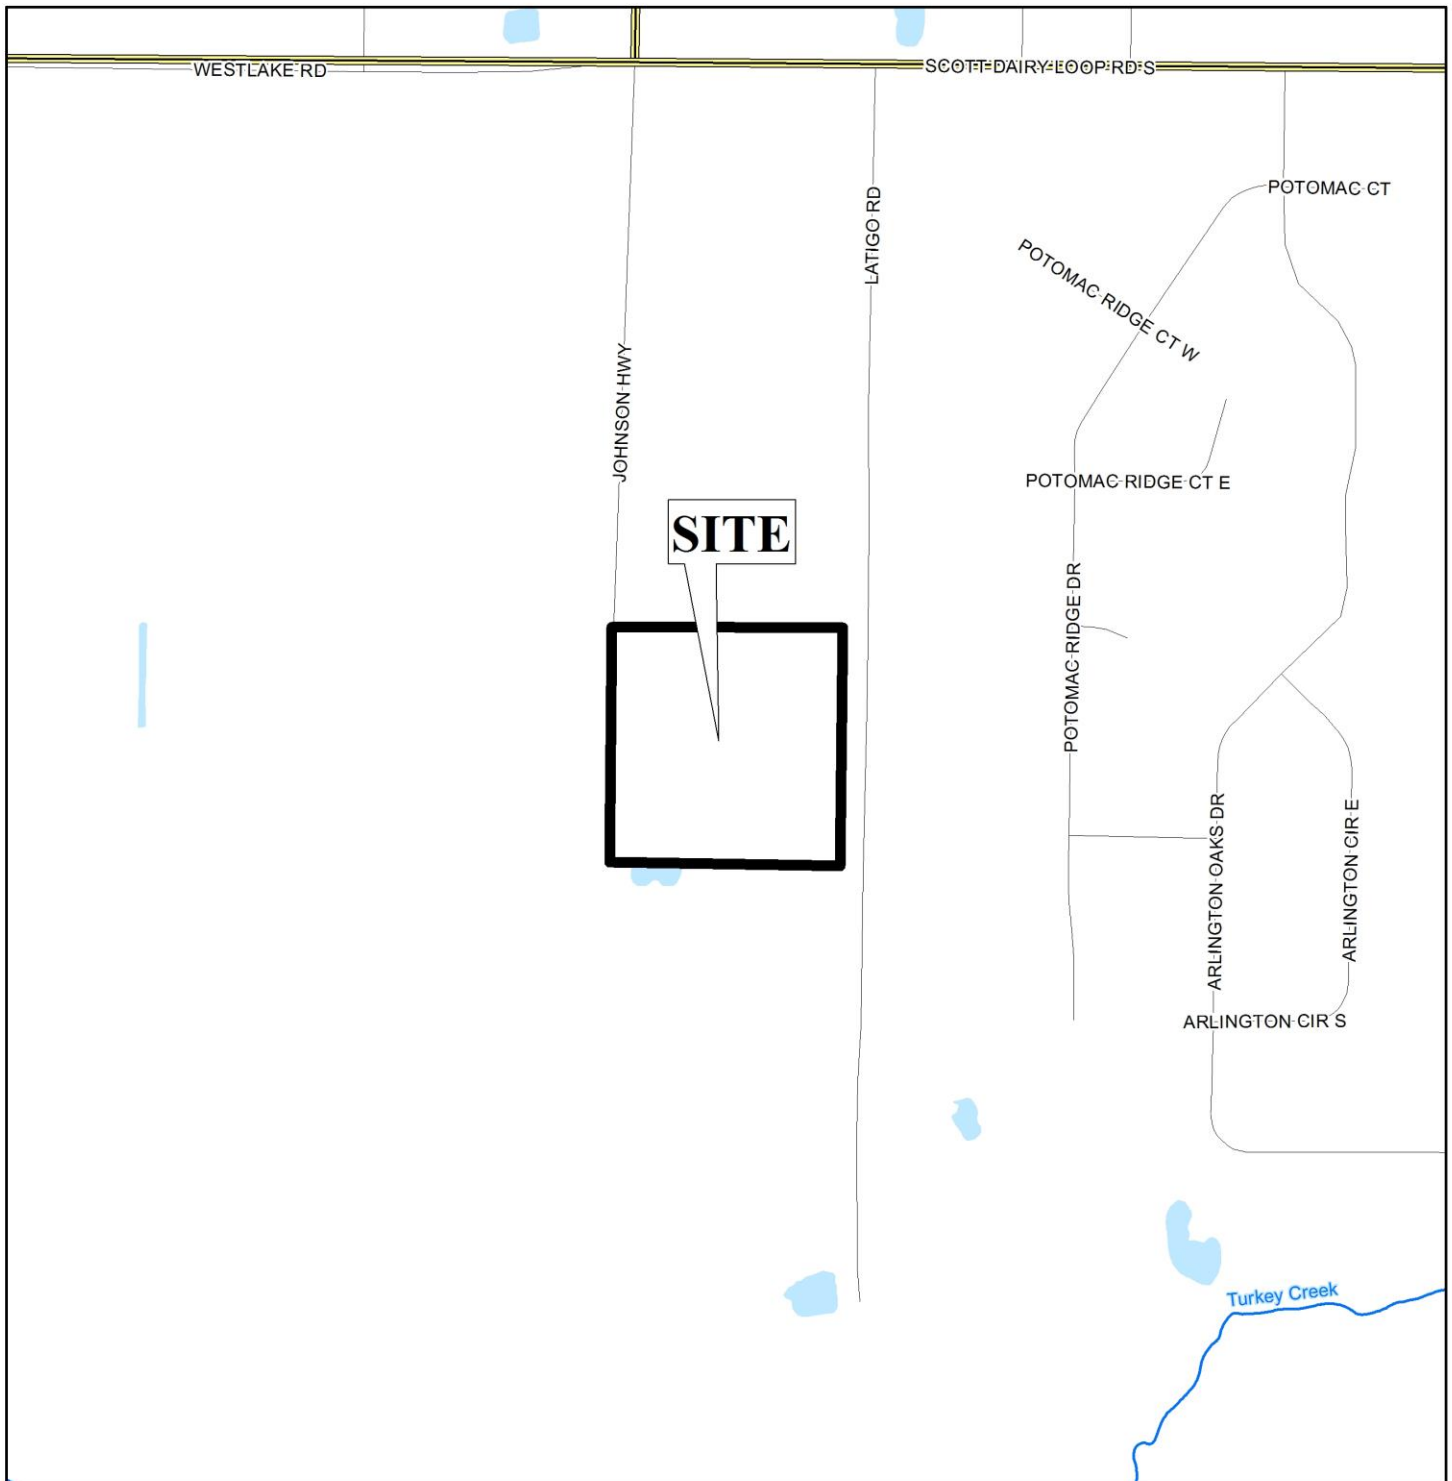 WESTLAKE RD
SCOTT DAIRY LOOP RD S
POTOMAC CT
LATIGO RD
POTOMAC RIDGE CT W
JOHNSON HWY
POTOMAC RIDGE CT E
SITE
POTOMAC RIDGE DR
ARLINGTON OAKS DR
ARLINGTON CIR E
ARLINGTON CIR S
Turkey Creek